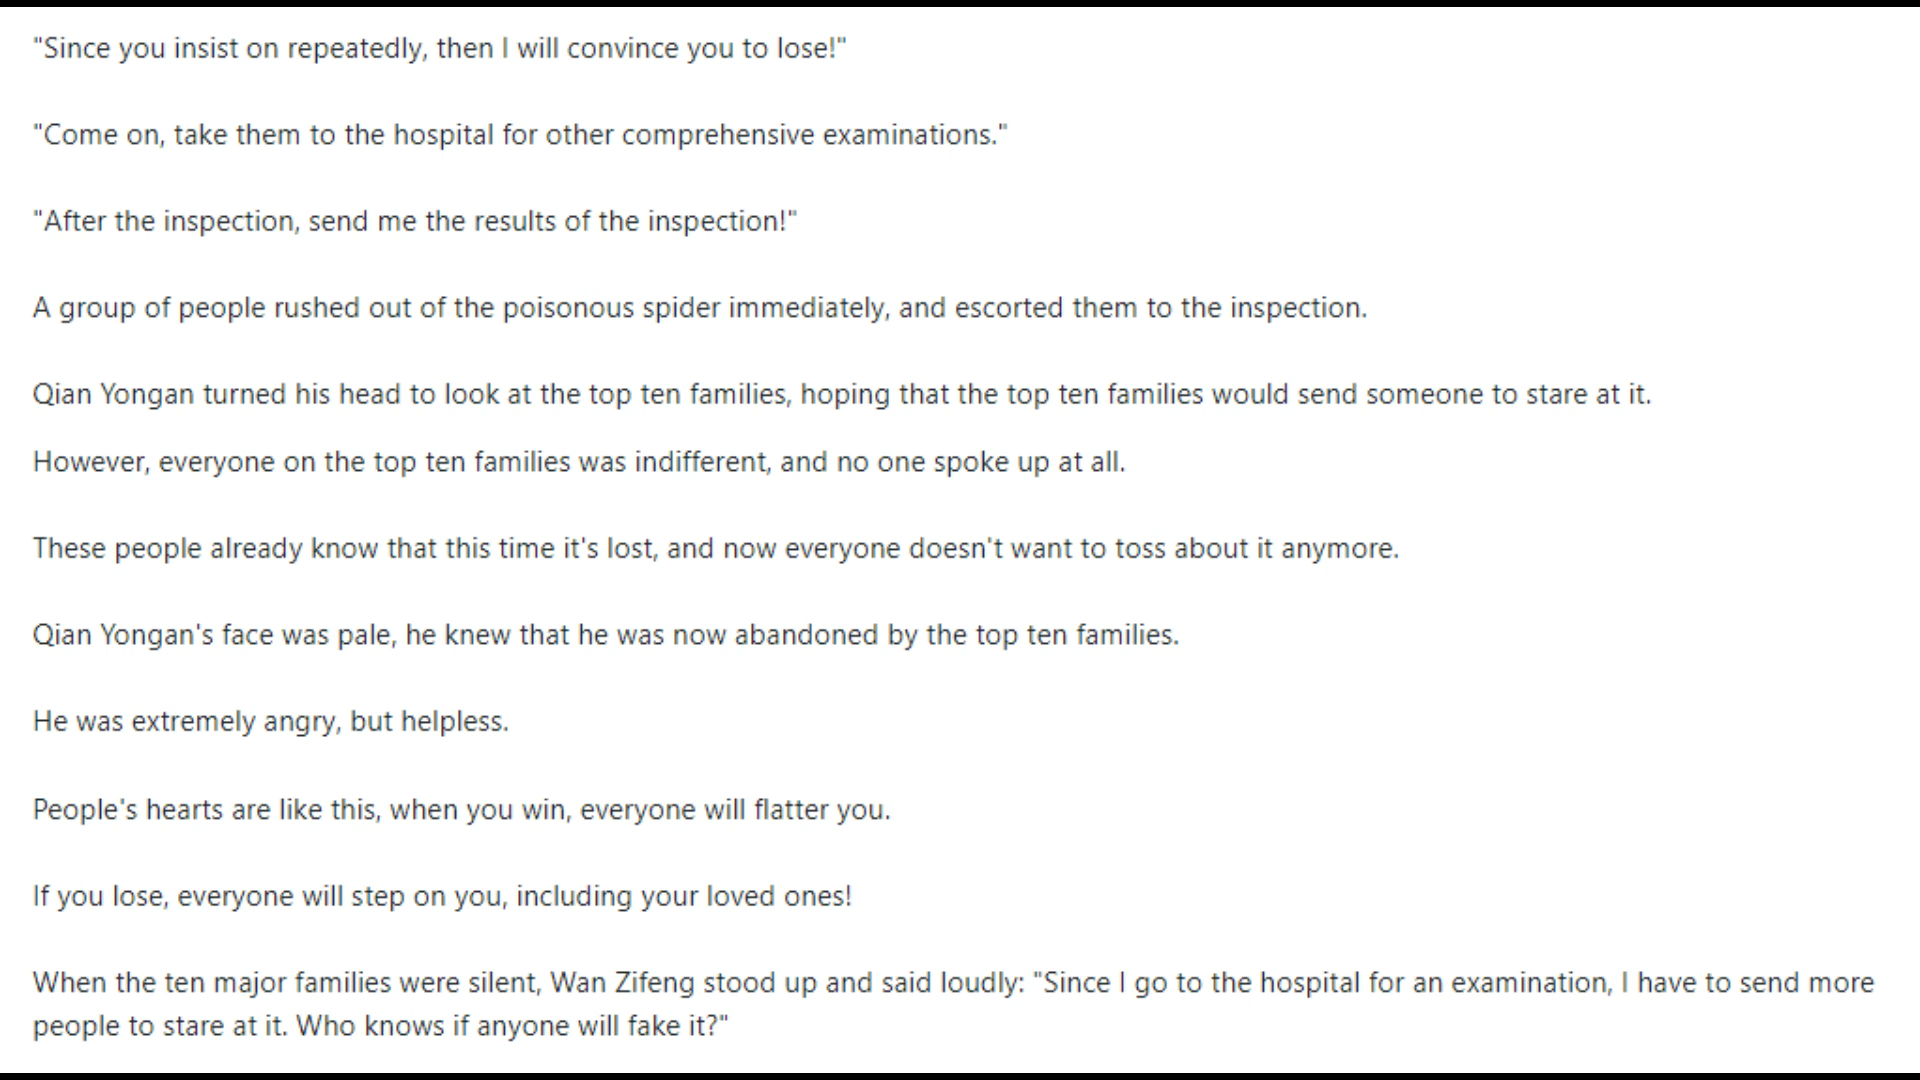 "Since you insist on repeatedly, then I will convince you to lose!"
"Come on, take them to the hospital for other comprehensive examinations."
"After the inspection, send me the results of the inspection!"
A group of people rushed out of the poisonous spider immediately, and escorted them to the inspection.
Qian Yongan turned his head to look at the top ten families, hoping that the top ten families would send someone to stare at it.
However, everyone on the top ten families was indifferent, and no one spoke up at all.
These people already know that this time it's lost, and now everyone doesn't want to toss about it anymore.
Qian Yongan's face was pale, he knew that he was now abandoned by the top ten families.
He was extremely angry, but helpless.
People's hearts are like this, when you win, everyone will flatter you.
If you lose, everyone will step on you, including your loved ones!
When the ten major families were silent, Wan Zifeng stood up and said loudly: "Since I go to the hospital for an examination, I have to send more
people to stare at it. Who knows if anyone will fake it?"